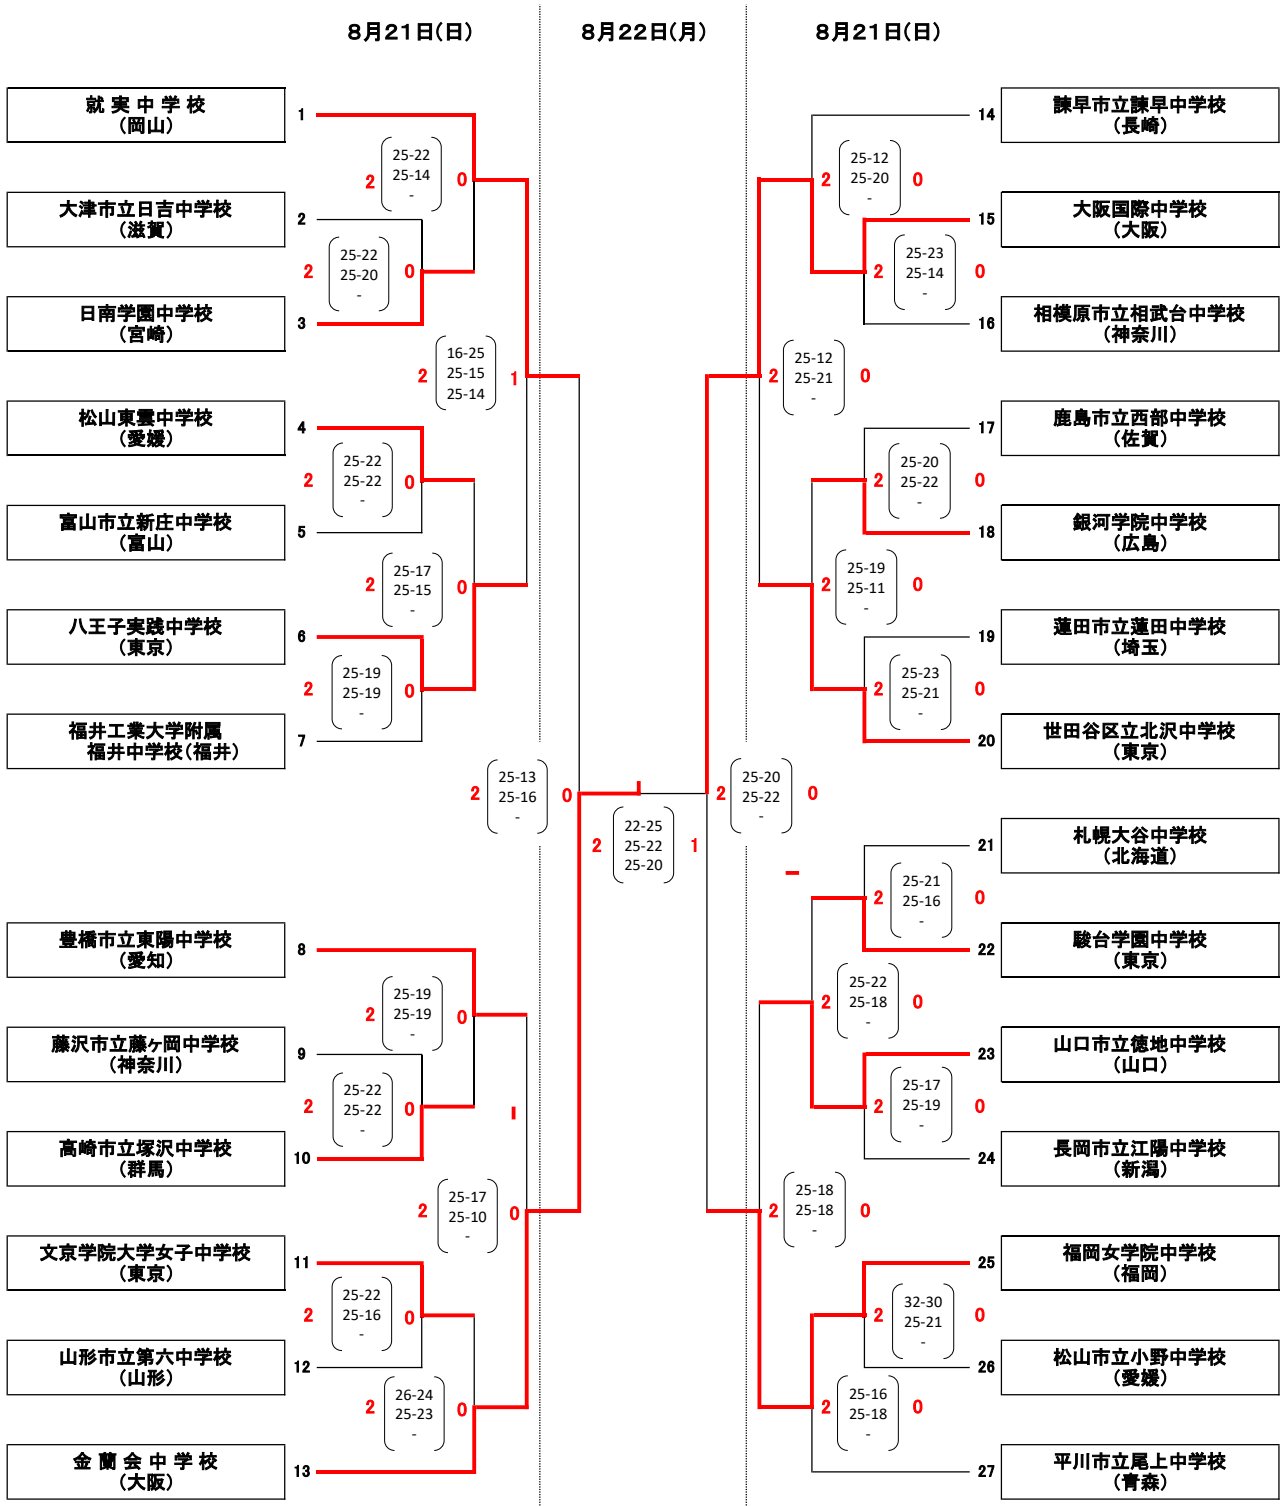 8月21日(日)
8月22日(月)
8月21日(日)
就 実 中 学 校
(岡山)
1
25-22
25-14
-
2
0
大津市立日吉中学校
(滋賀)
2
25-22
25-20
-
2
0
日南学園中学校
(宮崎)
3
16-25
25-15
25-14
2
1
松山東雲中学校
(愛媛)
4
25-22
25-22
-
2
0
富山市立新庄中学校
(富山)
5
25-17
25-15
-
2
0
八王子実践中学校
(東京)
6
25-19
25-19
-
2
0
福井工業大学附属
福井中学校(福井)
7
25-13
25-16
-
2
0
22-25
25-22
25-20
2
1
豊橋市立東陽中学校
(愛知)
8
25-19
25-19
-
2
0
藤沢市立藤ヶ岡中学校
(神奈川)
9
25-22
25-22
-
2
0
高崎市立塚沢中学校
(群馬)
10
25-17
25-10
-
2
0
文京学院大学女子中学校
(東京)
11
25-22
25-16
-
2
0
山形市立第六中学校
(山形)
12
26-24
25-23
-
2
0
金 蘭 会 中 学 校
(大阪)
13
14
諫早市立諫早中学校
(長崎)
25-12
25-20
-
2
0
15
大阪国際中学校
(大阪)
25-23
25-14
-
2
0
16
相模原市立相武台中学校
(神奈川)
25-12
25-21
-
2
0
17
鹿島市立西部中学校
(佐賀)
25-20
25-22
-
2
0
18
銀河学院中学校
(広島)
25-19
25-11
-
2
0
19
蓮田市立蓮田中学校
(埼玉)
25-23
25-21
-
2
0
20
世田谷区立北沢中学校
(東京)
25-20
25-22
-
2
0
21
札幌大谷中学校
(北海道)
25-21
25-16
-
2
0
22
駿台学園中学校
(東京)
25-22
25-18
-
2
0
23
山口市立徳地中学校
(山口)
25-17
25-19
-
2
0
24
長岡市立江陽中学校
(新潟)
25-18
25-18
-
2
0
25
福岡女学院中学校
(福岡)
32-30
25-21
-
2
0
26
松山市立小野中学校
(愛媛)
25-16
25-18
-
2
0
27
平川市立尾上中学校
(青森)